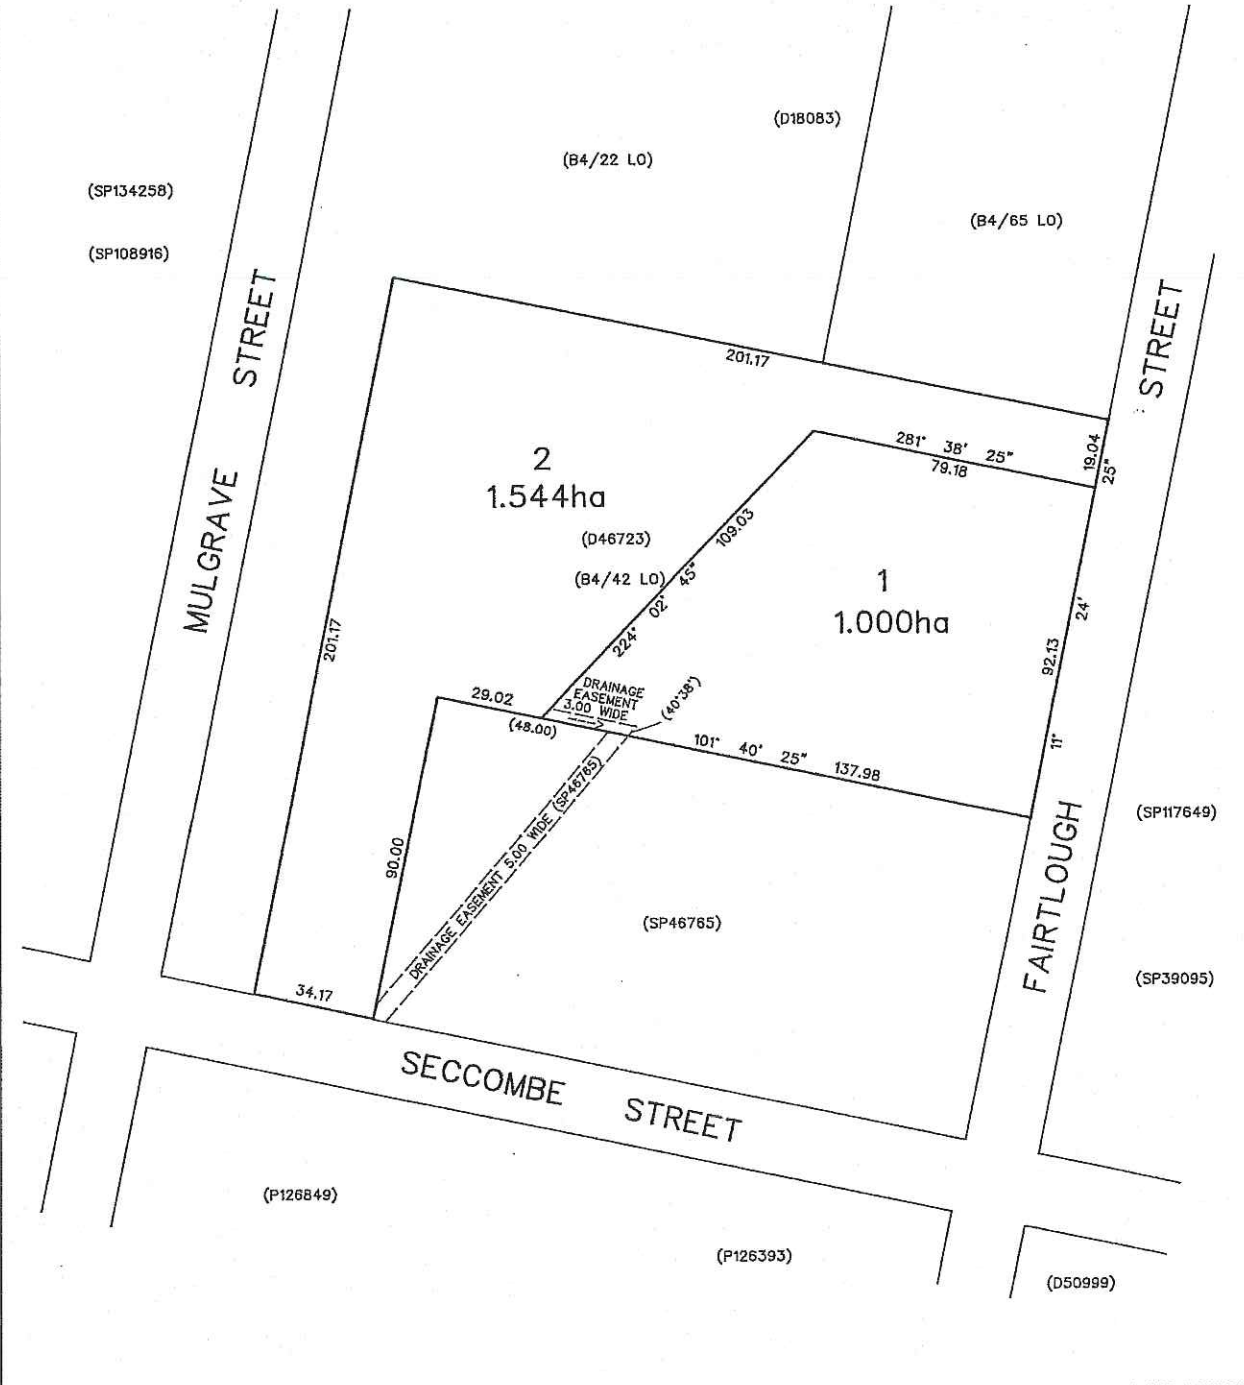 (D18083)
(B4/22 LO)
(SP134258)
(B4/65 LO)
(SP108916)
MULGRAVE STREET
201.17
STREET
281° 38' 25"
79.18
19.04
25"
2
1.544ha
(D46723)
(B4/42 LO)
109.03
224° 02' 45"
1
1.000ha
24'
92.13
11°
201.17
29.02
(48.00)
DRAINAGE
EASEMENT
3.00 WIDE
(40°38')
101° 40' 25"
137.98
90.00
DRAINAGE EASEMENT 5.00 WIDE (SP46765)
(SP46765)
FAIRTLOUGH
(SP117649)
(SP39095)
34.17
SECCOMBE STREET
(P126849)
(P126393)
(D50999)